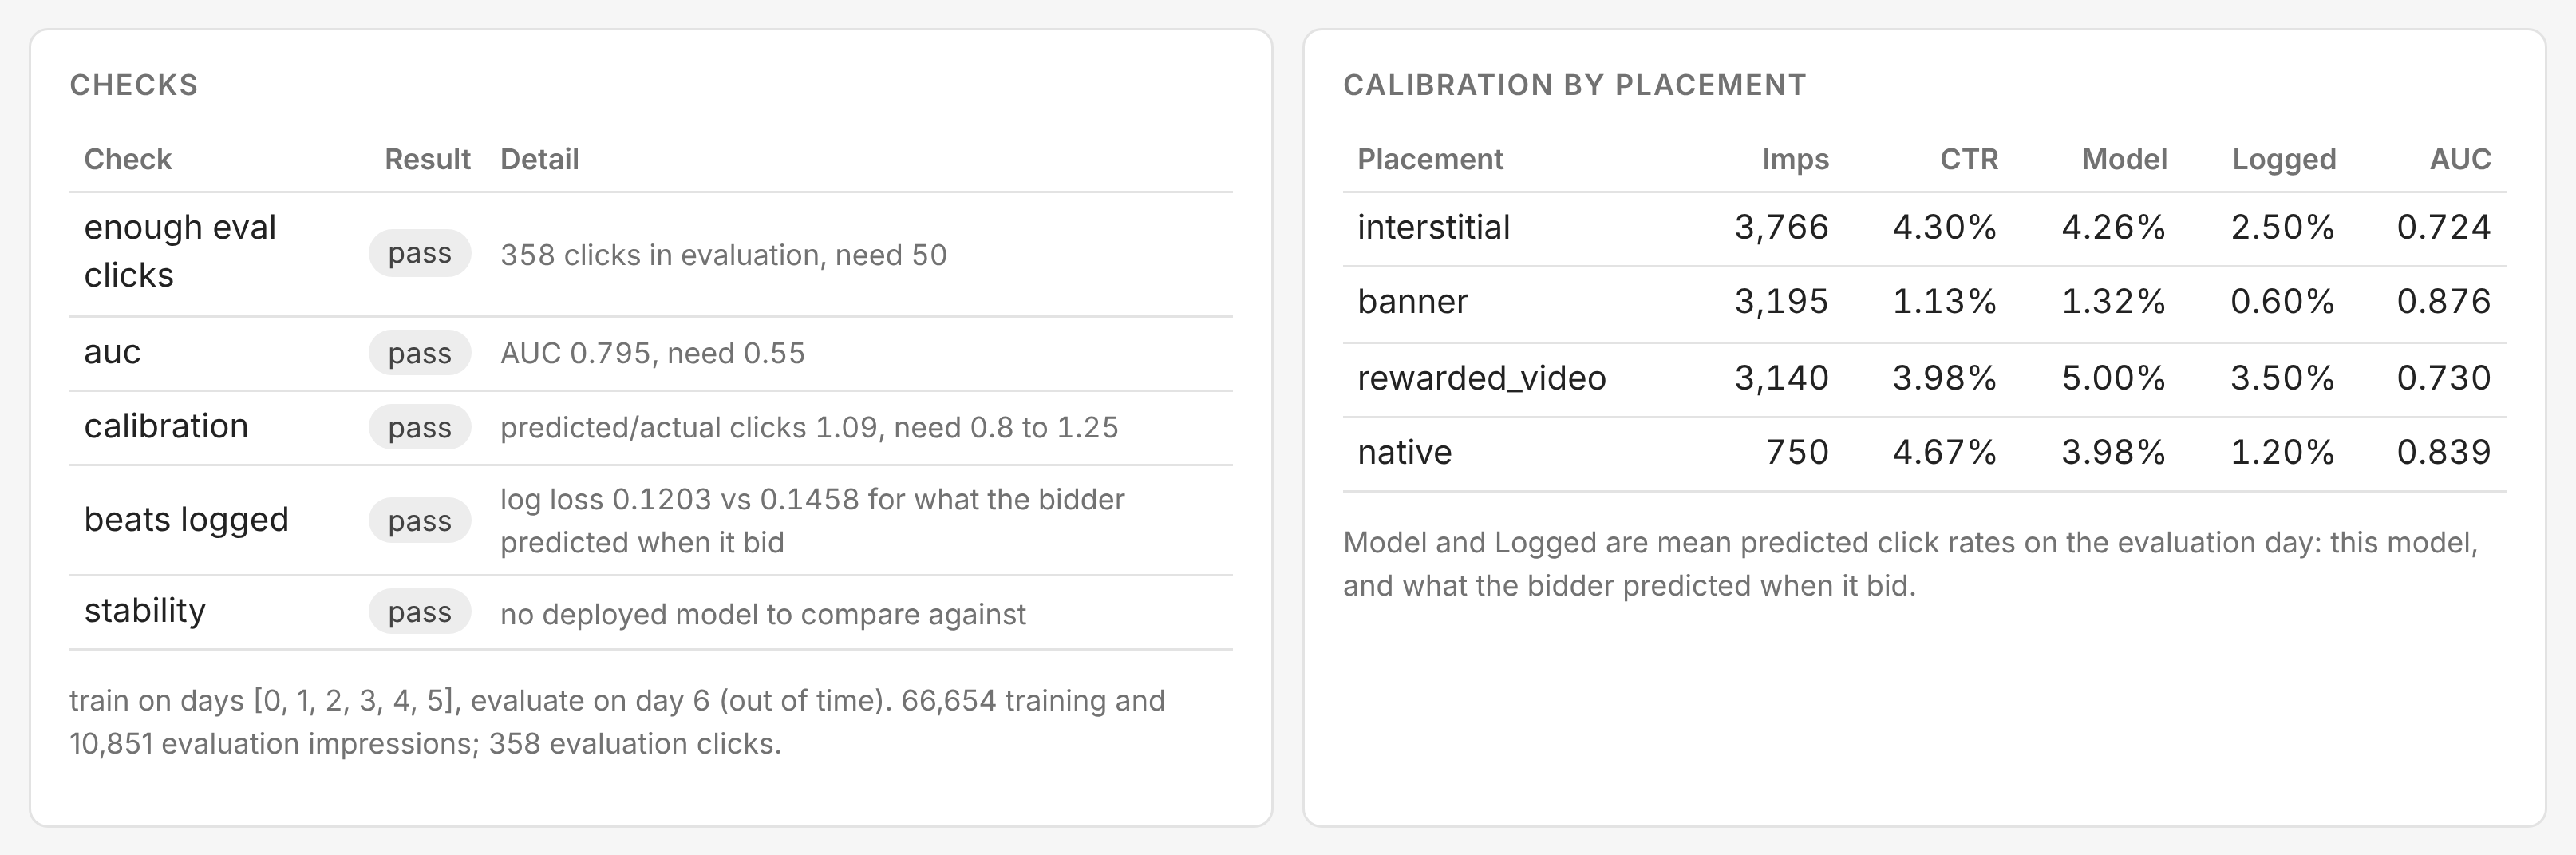 CHECKS
Check Result Detail
enough eval
clicks
pass 358 clicks in evaluation, need 50
auc pass AUC 0.795, need 0.55
calibration pass predicted/actual clicks 1.09, need 0.8 to 1.25
beats logged pass log loss 0.1203 vs 0.1458 for what the bidder
predicted when it bid
stability pass no deployed model to compare against
train on days [0, 1, 2, 3, 4, 5], evaluate on day 6 (out of time). 66,654 training and
10,851 evaluation impressions; 358 evaluation clicks.
CALIBRATION BY PLACEMENT
Placement Imps CTR Model Logged AUC
interstitial 3,766 4.30% 4.26% 2.50% 0.724
banner 3,195 1.13% 1.32% 0.60% 0.876
rewarded_video 3,140 3.98% 5.00% 3.50% 0.730
native 750 4.67% 3.98% 1.20% 0.839
Model and Logged are mean predicted click rates on the evaluation day: this model,
and what the bidder predicted when it bid.